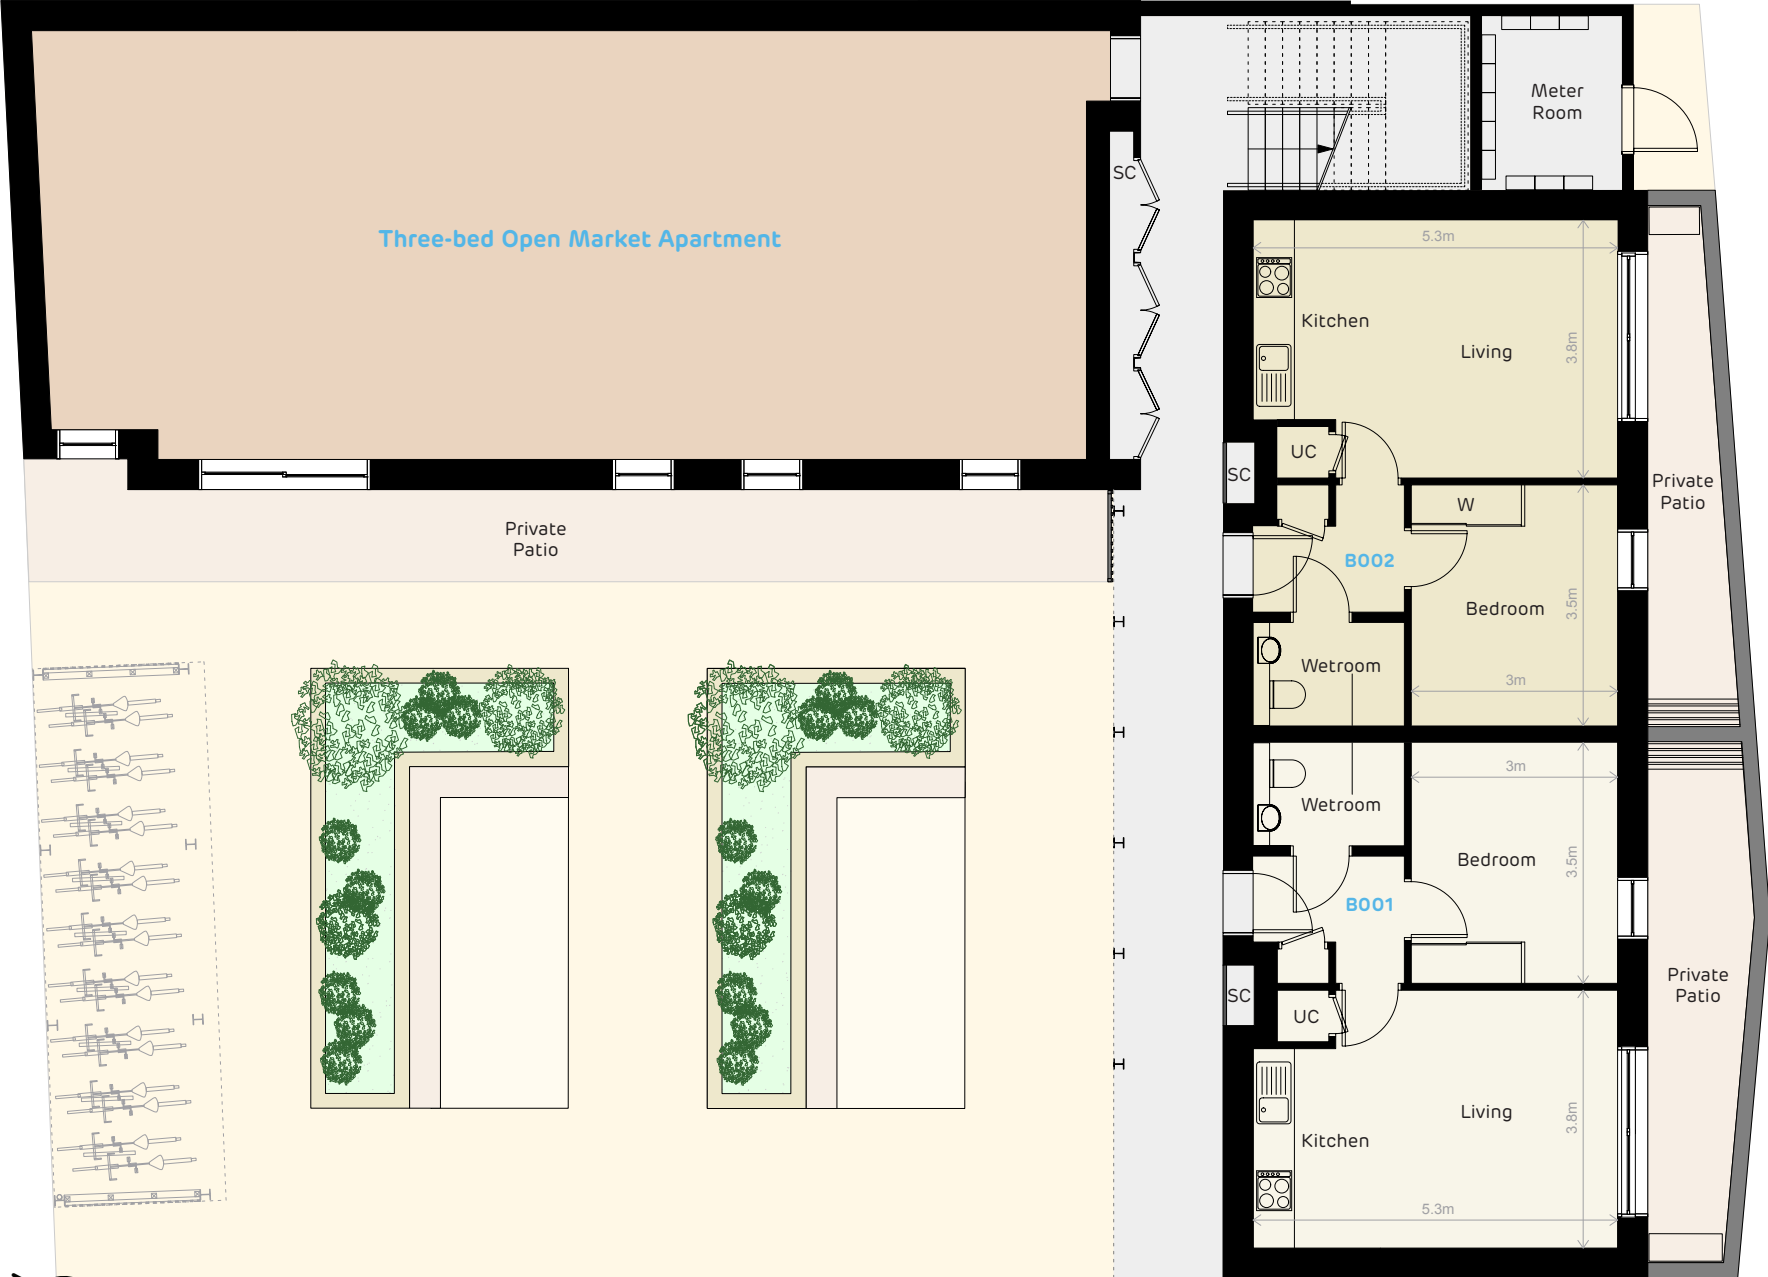 Meter
Room
SC
Three-bed Open Market Apartment
5.3m
Kitchen
Living
3.8m
UC
SC
W
Private
Patio
Private
Patio
B002
Bedroom
3.5m
Wetroom
3m
3m
Wetroom
Bedroom
3.5m
B001
SC
UC
Private
Patio
Living
3.8m
Kitchen
5.3m